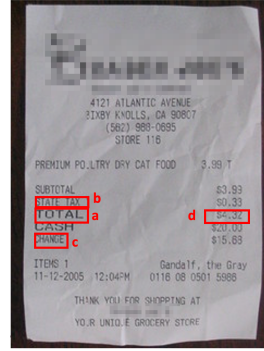 4121 ATLANTIC AVENUE
BIXBY KNOLLS, CA 90807
(562) 988-0695
STORE 116
PREMIUM POULTRY DRY CAT FOOD 3.99 T
SUBTOTAL $3.99
b
STATE TAX $0.33
TOTAL a d $4.32
CASH $20.00
CHANGE c $15.68
ITEMS 1 Gandalf, the Gray
11-12-2005 12:04PM 0116 08 0501 5988
THANK YOU FOR SHOPPING AT
YOUR UNIQUE GROCERY STORE